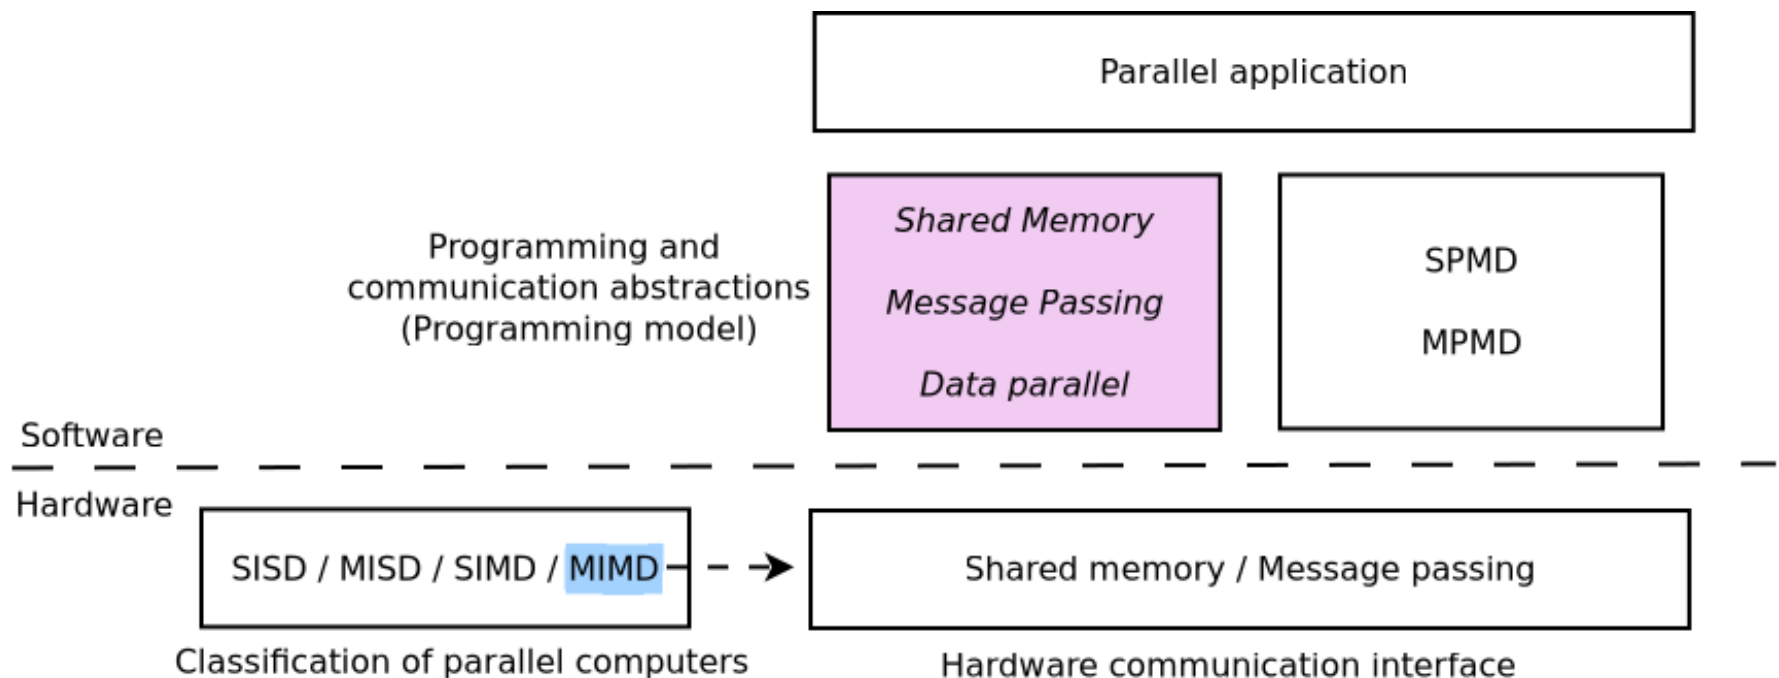 Parallel application
Programming and
communication abstractions
(Programming model)
Shared Memory
Message Passing
Data parallel
SPMD
MPMD
Software
Hardware
SISD / MISD / SIMD / MIMD
Shared memory / Message passing
Classification of parallel computers
Hardware communication interface